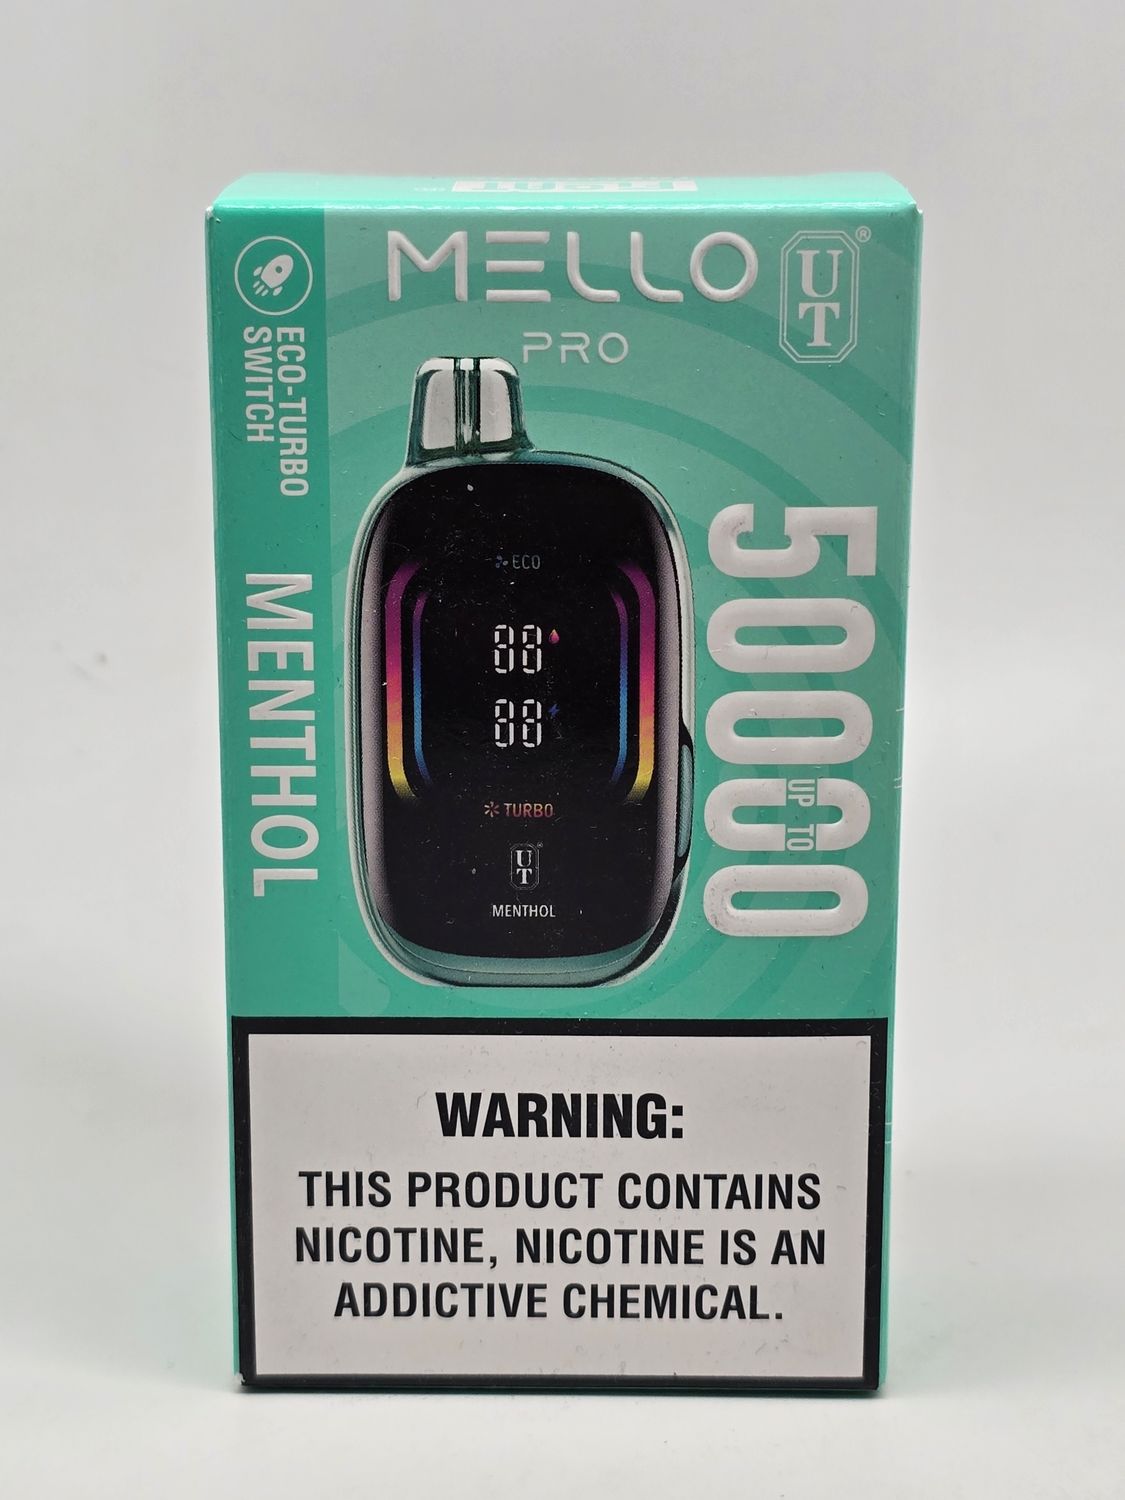 MELLO
PRO
UT®
ECO-TURBO
SWITCH
MENTHOL
50000
UP TO
ECO
88
88
TURBO
UT
MENTHOL
WARNING:
THIS PRODUCT CONTAINS
NICOTINE, NICOTINE IS AN
ADDICTIVE CHEMICAL.